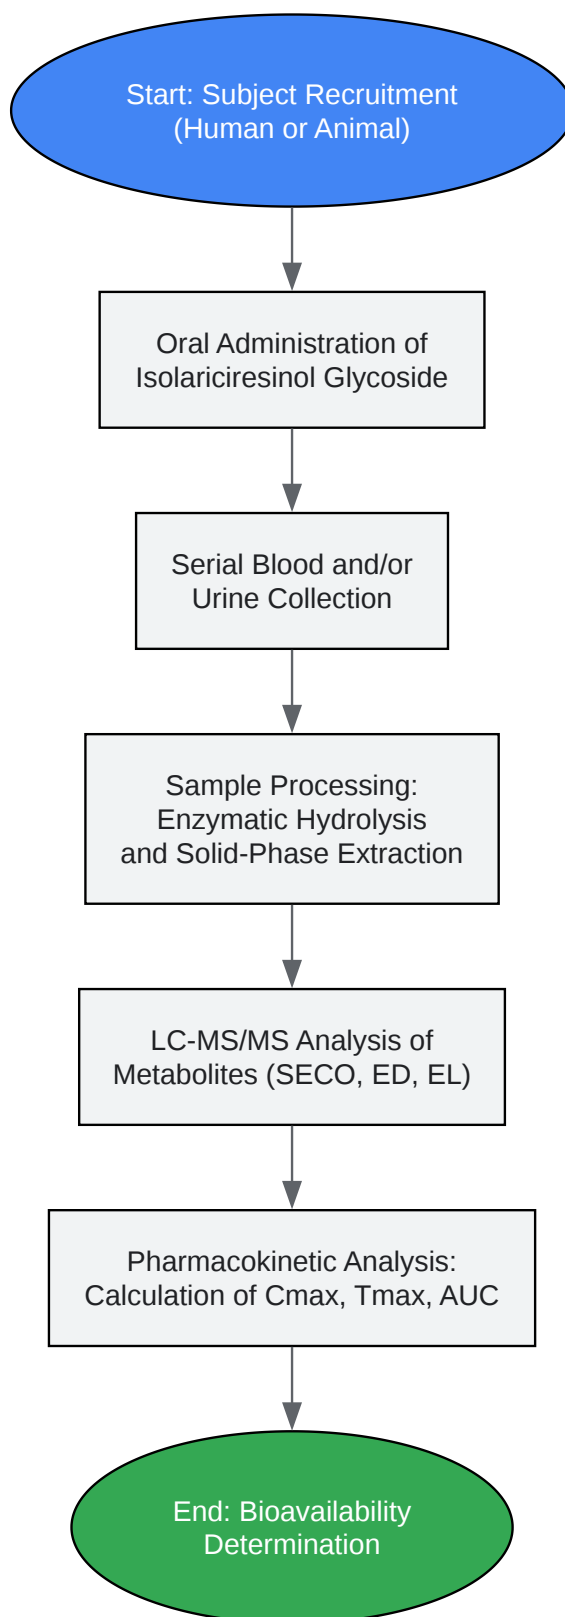 Start: Subject Recruitment
(Human or Animal)
Oral Administration of
Isolariciresinol Glycoside
Serial Blood and/or
Urine Collection
Sample Processing:
Enzymatic Hydrolysis
and Solid-Phase Extraction
LC-MS/MS Analysis of
Metabolites (SECO, ED, EL)
Pharmacokinetic Analysis:
Calculation of Cmax, Tmax, AUC
End: Bioavailability
Determination